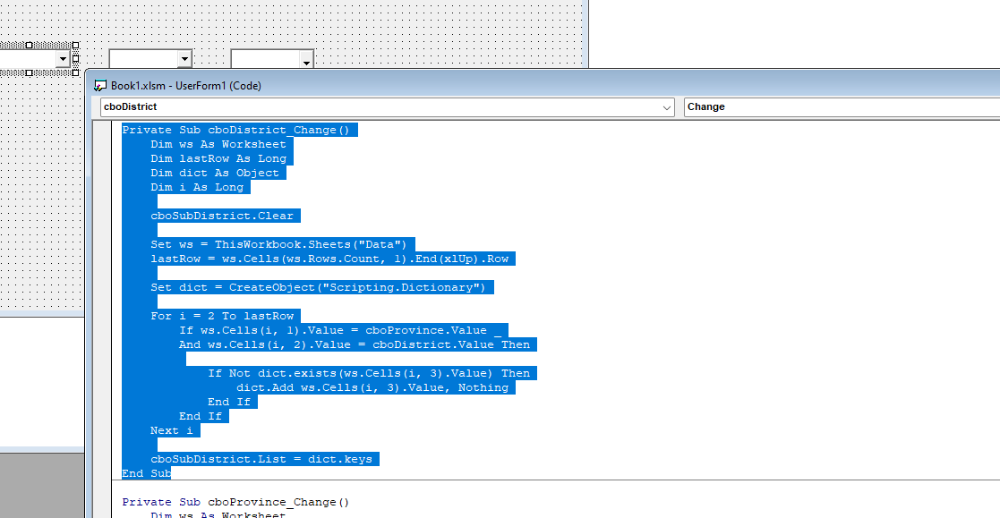 Book1.xlsm - UserForm1 (Code)
cboDistrict
Change
Private Sub cboDistrict_Change()
    Dim ws As Worksheet
    Dim lastRow As Long
    Dim dict As Object
    Dim i As Long
    cboSubDistrict.Clear
    Set ws = ThisWorkbook.Sheets("Data")
    lastRow = ws.Cells(ws.Rows.Count, 1).End(xlUp).Row
    Set dict = CreateObject("Scripting.Dictionary")
    For i = 2 To lastRow
        If ws.Cells(i, 1).Value = cboProvince.Value _
        And ws.Cells(i, 2).Value = cboDistrict.Value Then
            If Not dict.exists(ws.Cells(i, 3).Value) Then
                dict.Add ws.Cells(i, 3).Value, Nothing
            End If
        End If
    Next i
    cboSubDistrict.List = dict.keys
End Sub
Private Sub cboProvince_Change()
    Dim ws As Worksheet